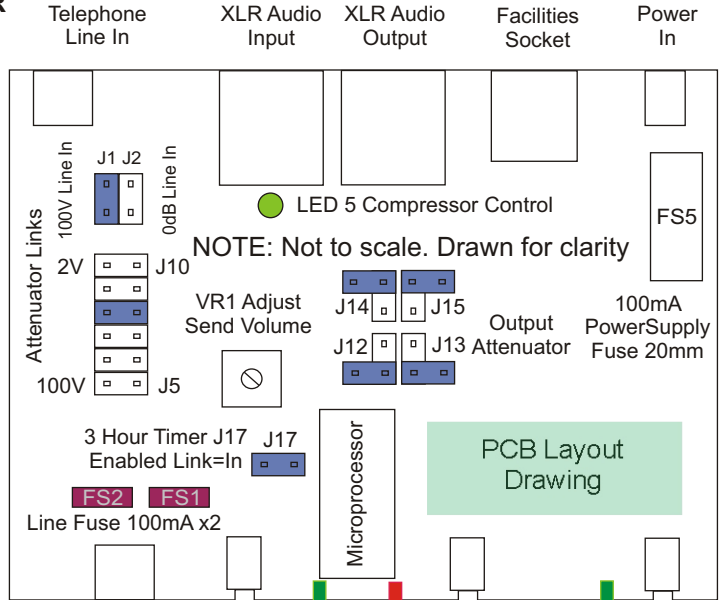 R
Telephone
Line In
XLR Audio
Input
XLR Audio
Output
Facilities
Socket
Power
In
100V Line In
J1 J2
0dB Line In
LED 5 Compressor Control
FS5
NOTE: Not to scale. Drawn for clarity
Attenuator Links
2V
J10
100V
J5
VR1 Adjust
Send Volume
J14
J15
J12
J13
Output
Attenuator
100mA
PowerSupply
Fuse 20mm
3 Hour Timer J17
Enabled Link=In
J17
FS2
FS1
Line Fuse 100mA x2
Microprocessor
PCB Layout
Drawing